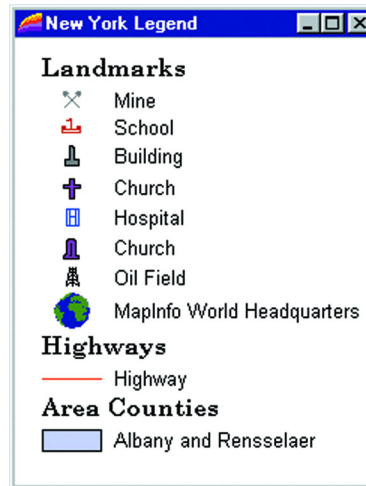 New York Legend
Landmarks
Mine
School
Building
Church
H Hospital
Church
Oil Field
MapInfo World Headquarters
Highways
Highway
Area Counties
Albany and Rensselaer